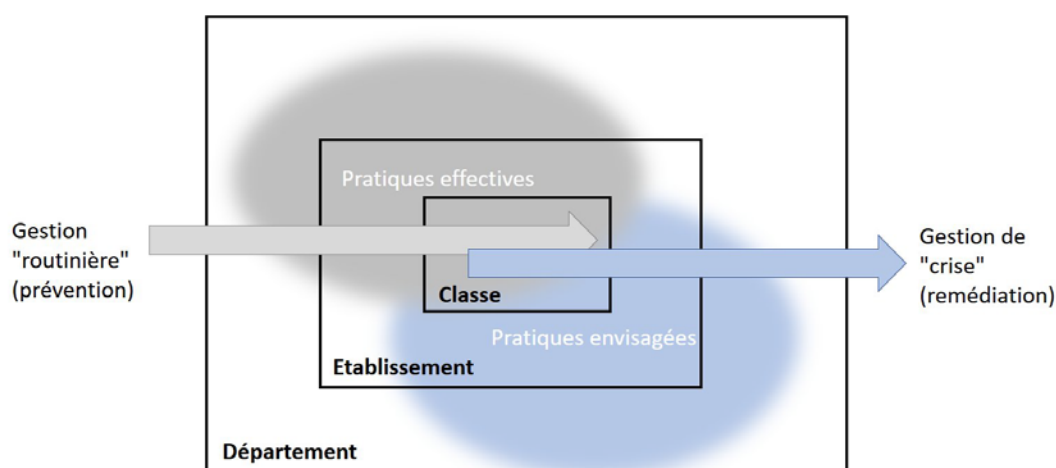 Pratiques effectives
Gestion
"routinière"
(prévention)
Gestion de
"crise"
(remédiation)
Classe
Pratiques envisagées
Etablissement
Département